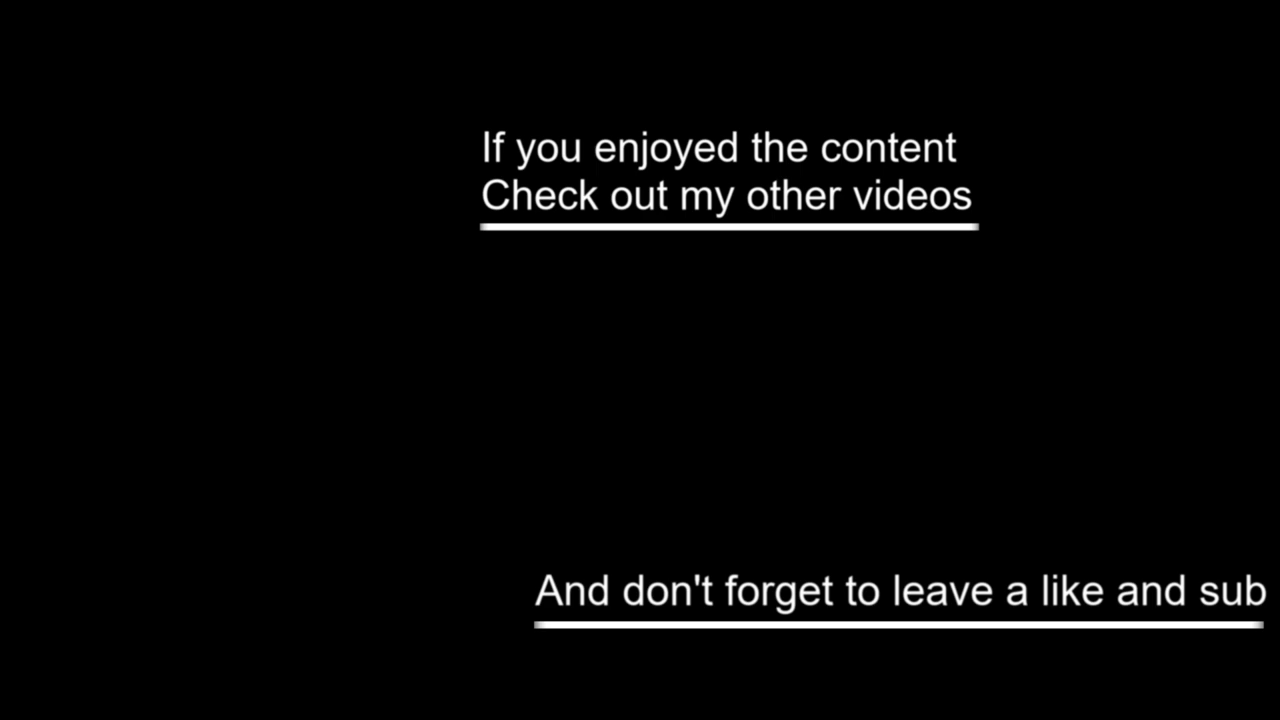 If you enjoyed the content
Check out my other videos
And don't forget to leave a like and sub